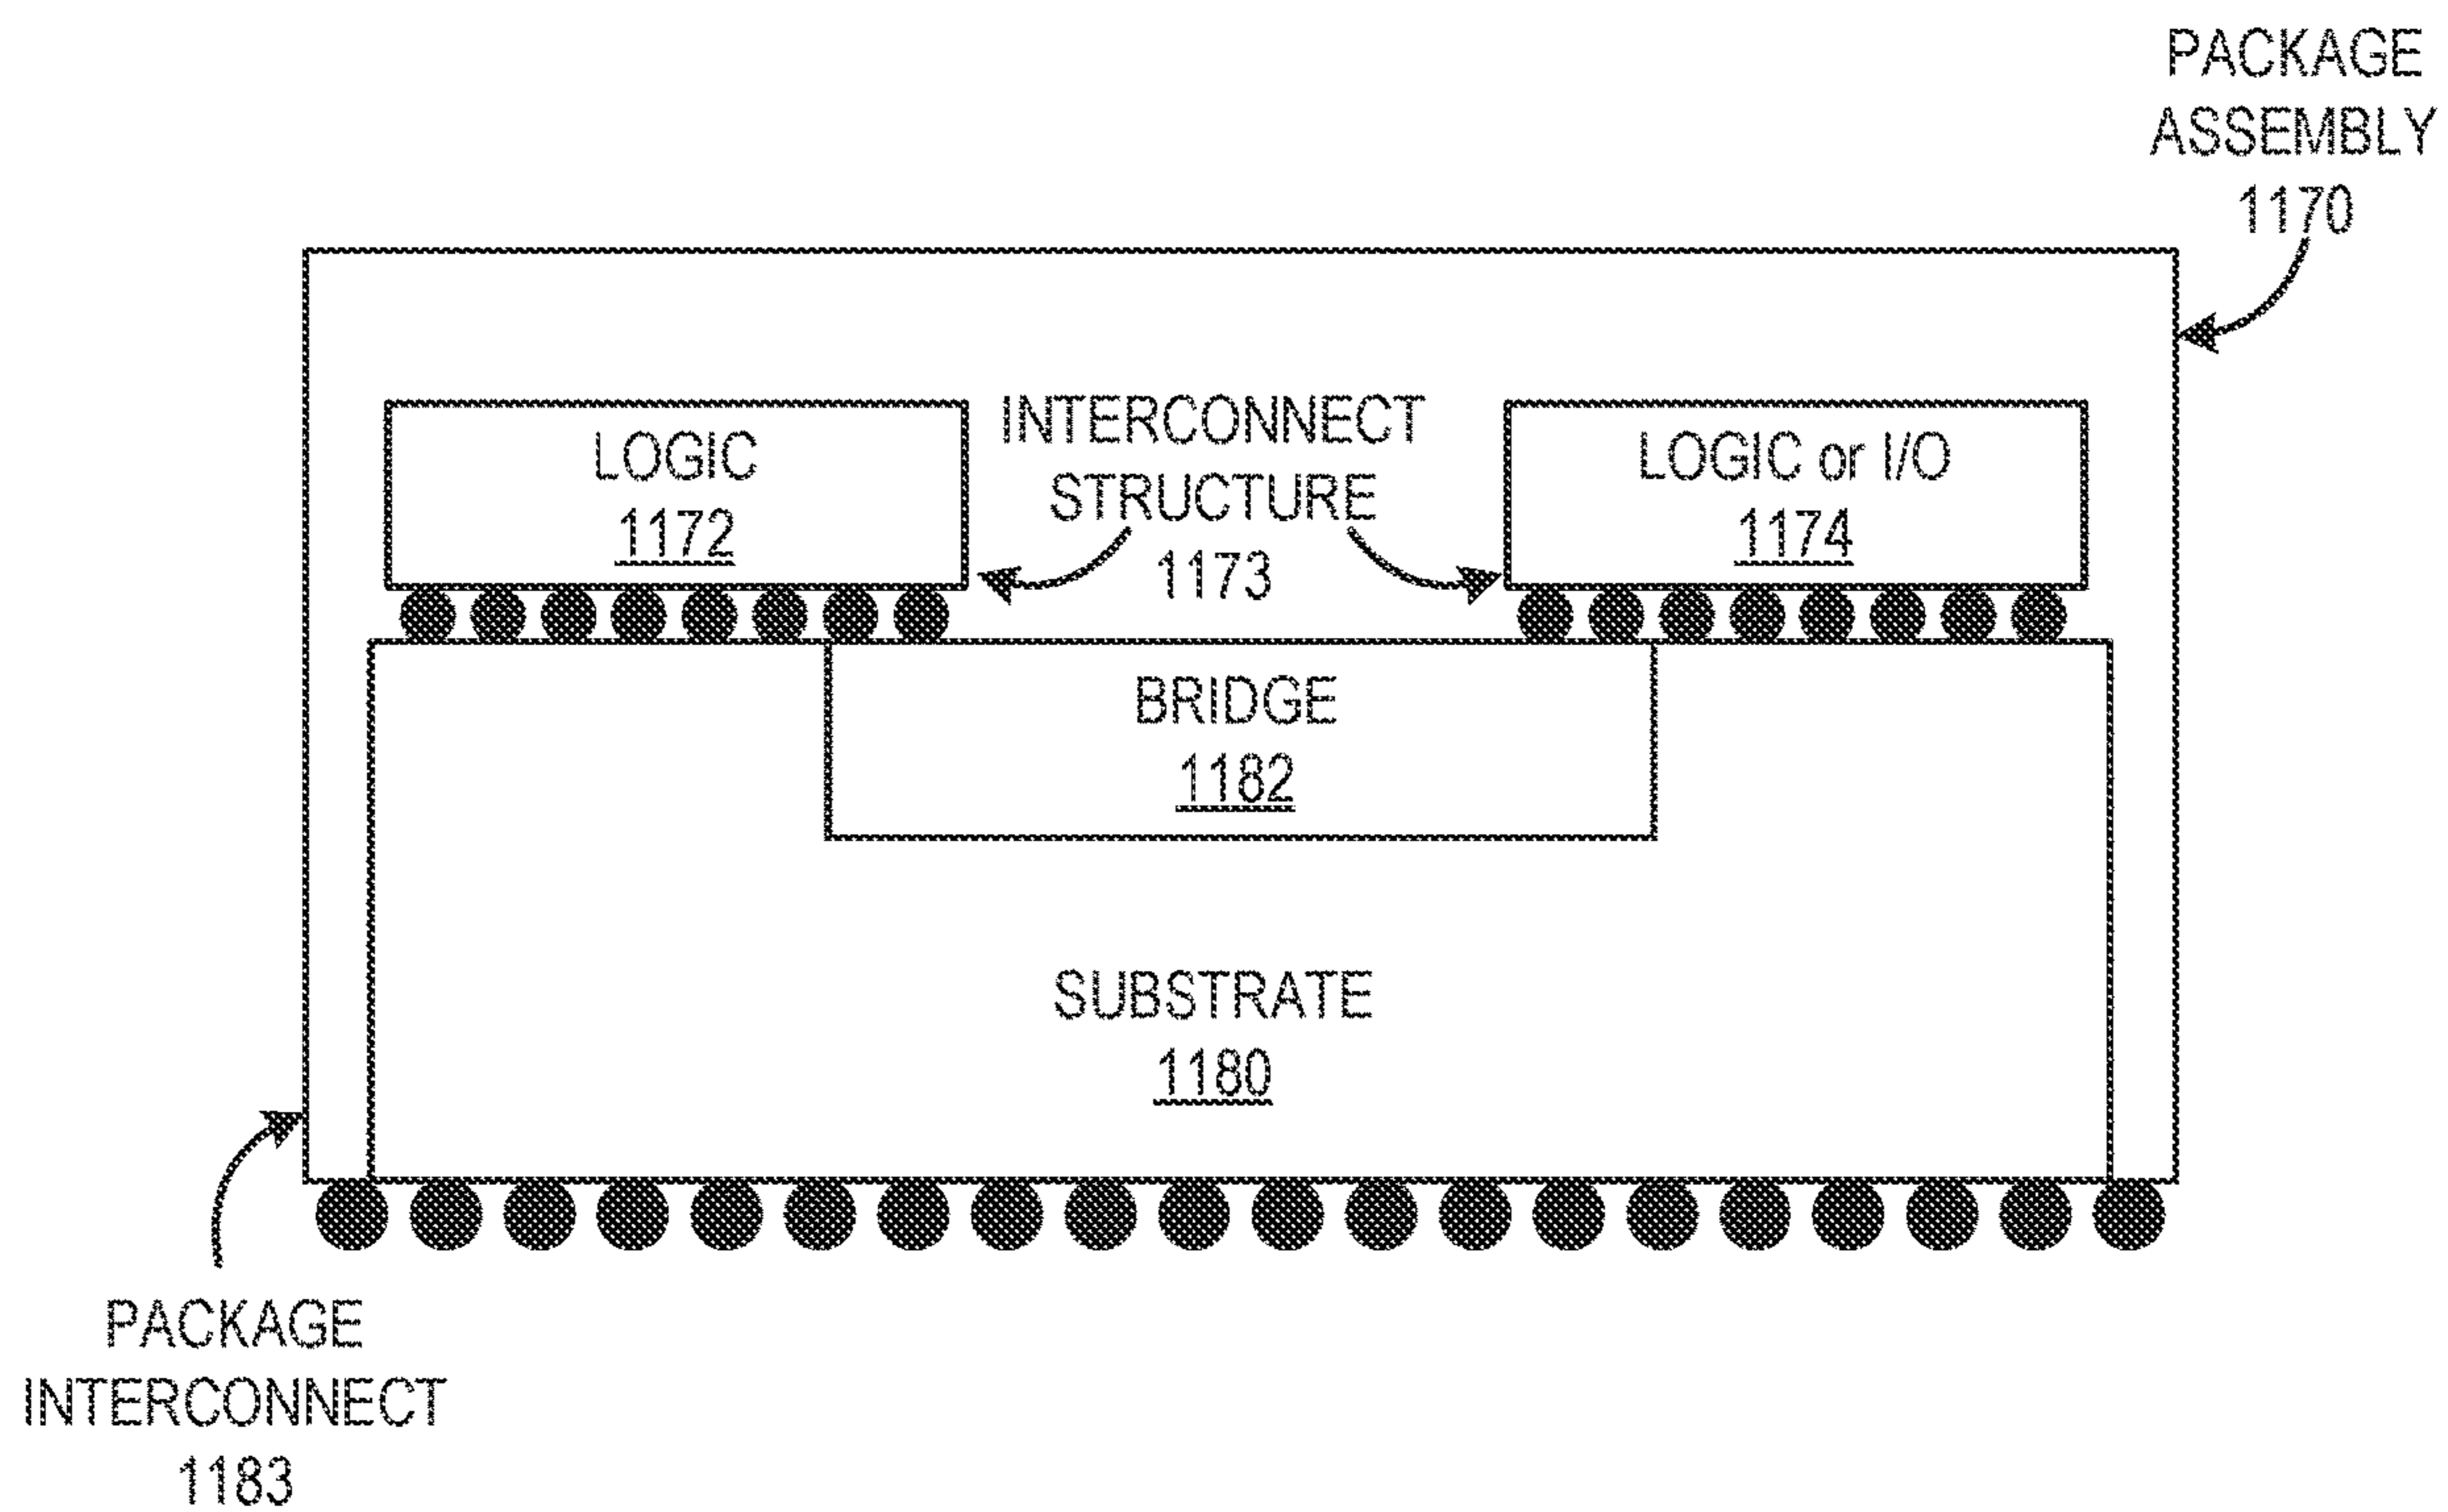 PACKAGE
ASSEMBLY
1170
LOGIC
1172
INTERCONNECT
STRUCTURE
1173
LOGIC or I/O
1174
BRIDGE
1182
SUBSTRATE
1180
PACKAGE
INTERCONNECT
1183